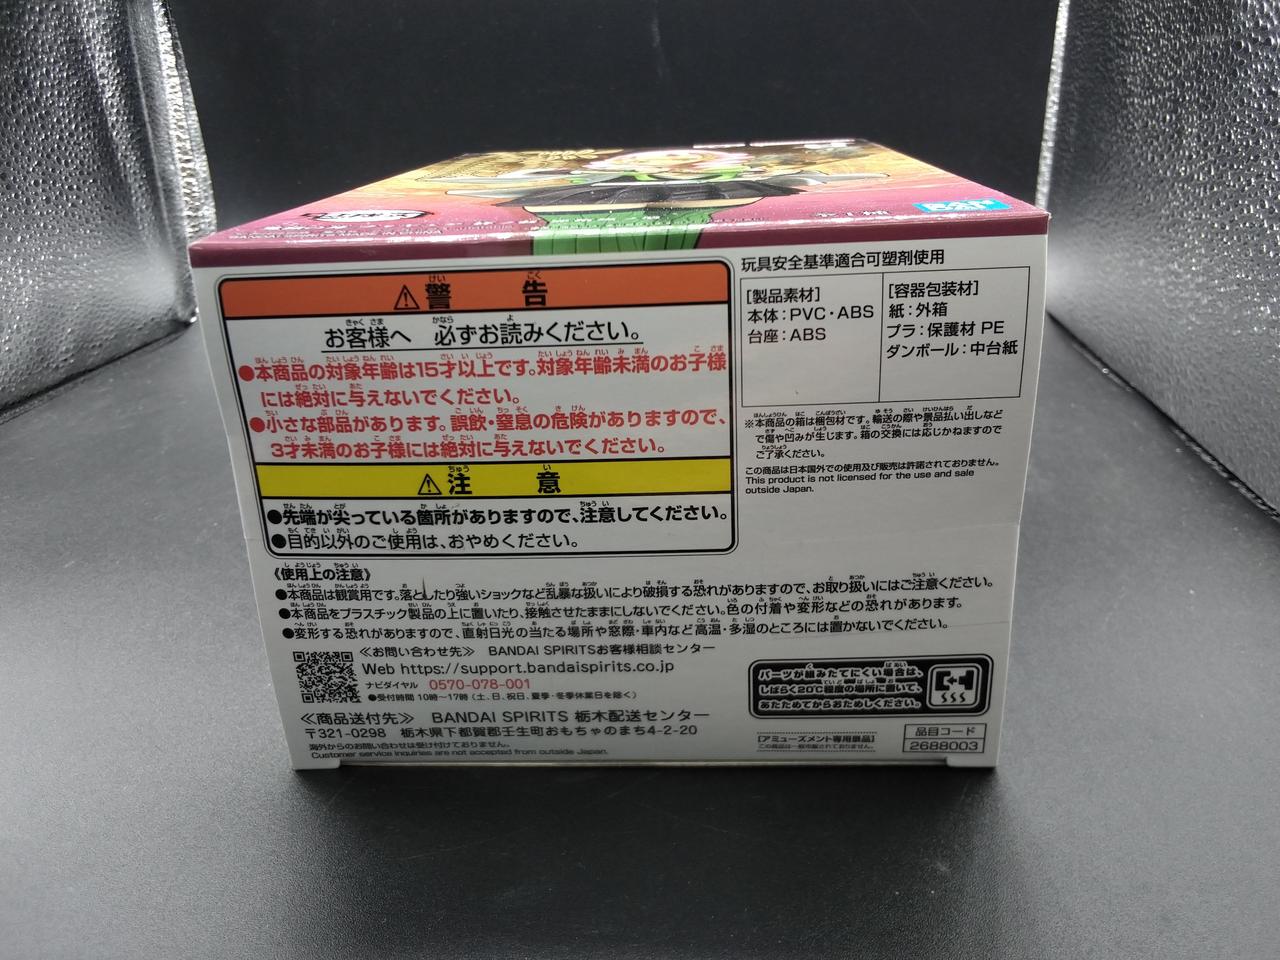 BANDAI SPIRITS MADE IN CHINA
玩具安全基準適合可塑剤使用
[製品素材]
本体:PVC・ABS
台座:ABS
[容器包装材]
紙:外箱
プラ:保護材 PE
ダンボール:中台紙
⚠警告
お客様へ 必ずお読みください。
●本商品の対象年齢は15才以上です。対象年齢未満のお子様
には絶対に与えないでください。
●小さな部品があります。誤飲・窒息の危険がありますので、
3才未満のお子様には絶対に与えないでください。
⚠注意
●先端が尖っている箇所がありますので、注意してください。
●目的以外のご使用は、おやめください。
※本商品の箱は梱包材です。輸送の際や景品払い出しなど
で傷や凹みが生じます。箱の交換には応じかねますので
ご了承ください。
この商品は日本国外での使用及び販売は許諾されておりません。
This product is not licensed for the use and sale
outside Japan.
《使用上の注意》
●本商品は観賞用です。落としたり強いショックなど乱暴な扱いにより破損する恐れがありますので、お取り扱いにはご注意ください。
●本商品をプラスチック製品の上に置いたり、接触させたままにしないでください。色の付着や変形などの恐れがあります。
●変形する恐れがありますので、直射日光の当たる場所や窓際・車内など高温・多湿のところには置かないでください。
≪お問い合わせ先≫ BANDAI SPIRITSお客様相談センター
Web https://support.bandaispirits.co.jp
ナビダイヤル 0570-078-001
●受付時間 10時〜17時(土、日、祝日、夏季・冬季休業日を除く)
≪商品送付先≫ BANDAI SPIRITS 栃木配送センター
〒321-0298 栃木県下都賀郡壬生町おもちゃのまち4-2-20
海外からのお問い合わせは受け付けておりません。
Customer service inquiries are not accepted from outside Japan.
パーツが組みたてにくい場合は、
しばらく20℃程度の場所に置いて、
あたためてからおためしください。
[アミューズメント専用景品]
この商品は一般市販されておりません。
品目コード
2688003